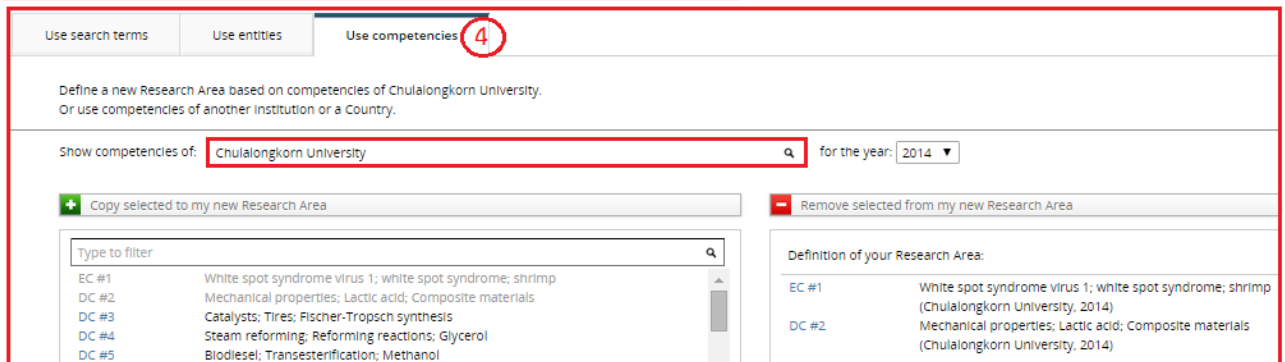 Use search terms
Use entities
Use competencies
4
Define a new Research Area based on competencies of Chulalongkorn University.
Or use competencies of another Institution or a Country.
Show competencies of:
Chulalongkorn University
for the year:
2014
Copy selected to my new Research Area
Type to filter
EC #1 White spot syndrome virus 1; white spot syndrome; shrimp
DC #2 Mechanical properties; Lactic acid; Composite materials
DC #3 Catalysts; Tires; Fischer-Tropsch synthesis
DC #4 Steam reforming; Reforming reactions; Glycerol
DC #5 Biodiesel; Transesterification; Methanol
Remove selected from my new Research Area
Definition of your Research Area:
EC #1 White spot syndrome virus 1; white spot syndrome; shrimp
(Chulalongkorn University, 2014)
DC #2 Mechanical properties; Lactic acid; Composite materials
(Chulalongkorn University, 2014)